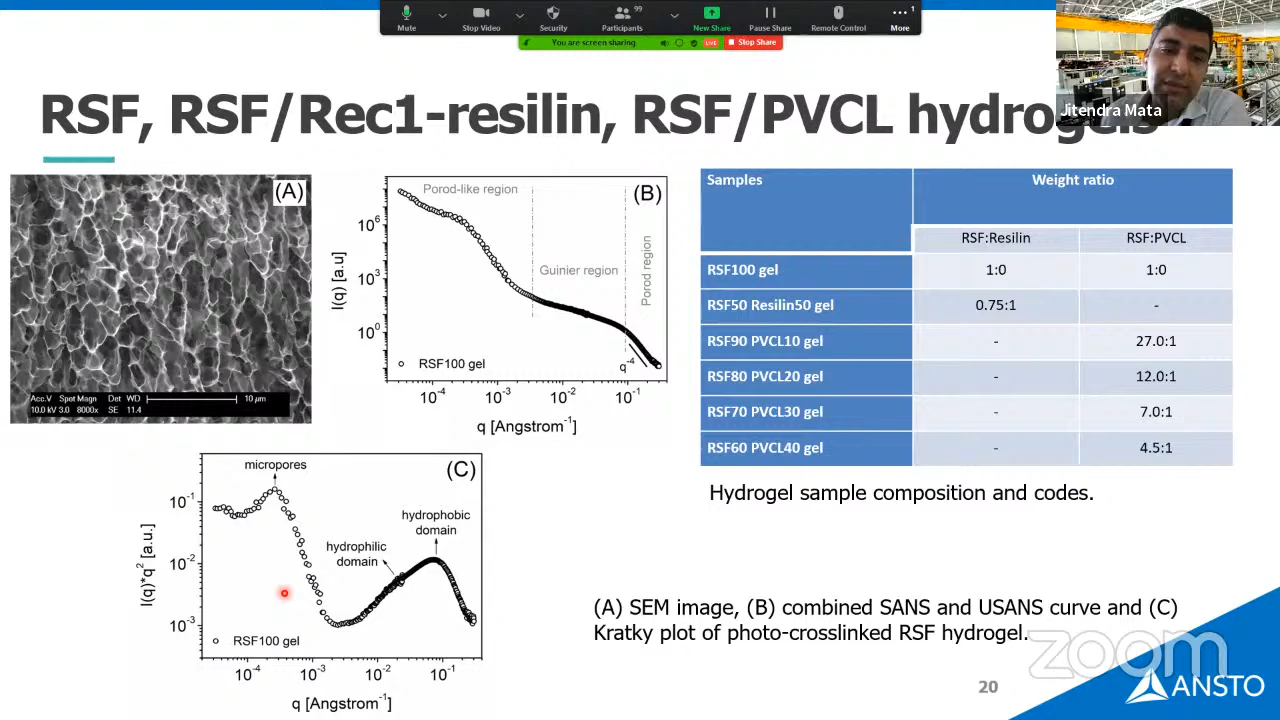 Mute
Stop Video
Security
Participants
99
New Share
Pause Share
Remote Control
More
1
You are screen sharing
LIVE
Stop Share
Jitendra Mata
RSF, RSF/Rec1-resilin, RSF/PVCL hydrogels
(A)
Acc.V Spot Magn Det WD
10.0 kV 3.0 8000x SE 11.4
10 µm
(B)
Porod-like region
Guinier region
Porod region
I(q) [a.u]
10⁶
10³
10⁰
RSF100 gel
q⁻⁴
10⁻⁴ 10⁻³ 10⁻² 10⁻¹
q [Angstrom⁻¹]
Samples Weight ratio
RSF:Resilin RSF:PVCL
RSF100 gel 1:0 1:0
RSF50 Resilin50 gel 0.75:1 -
RSF90 PVCL10 gel - 27.0:1
RSF80 PVCL20 gel - 12.0:1
RSF70 PVCL30 gel - 7.0:1
RSF60 PVCL40 gel - 4.5:1
Hydrogel sample composition and codes.
(C)
micropores
hydrophobic
domain
hydrophilic
domain
I(q)*q² [a.u.]
10⁻¹
10⁻²
10⁻³
RSF100 gel
10⁻⁴ 10⁻³ 10⁻² 10⁻¹
q [Angstrom⁻¹]
(A) SEM image, (B) combined SANS and USANS curve and (C)
Kratky plot of photo-crosslinked RSF hydrogel.
zoom
20
ANSTO